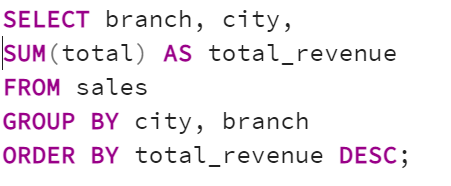 SELECT branch, city,
SUM(total) AS total_revenue
FROM sales
GROUP BY city, branch
ORDER BY total_revenue DESC;